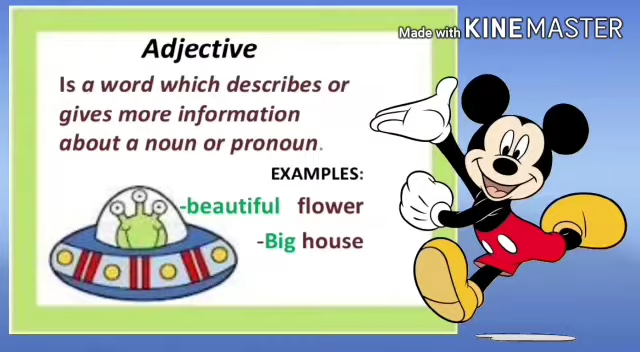 Made with KINEMASTER
Adjective
Is a word which describes or
gives more information
about a noun or pronoun.
EXAMPLES:
-beautiful flower
-Big house